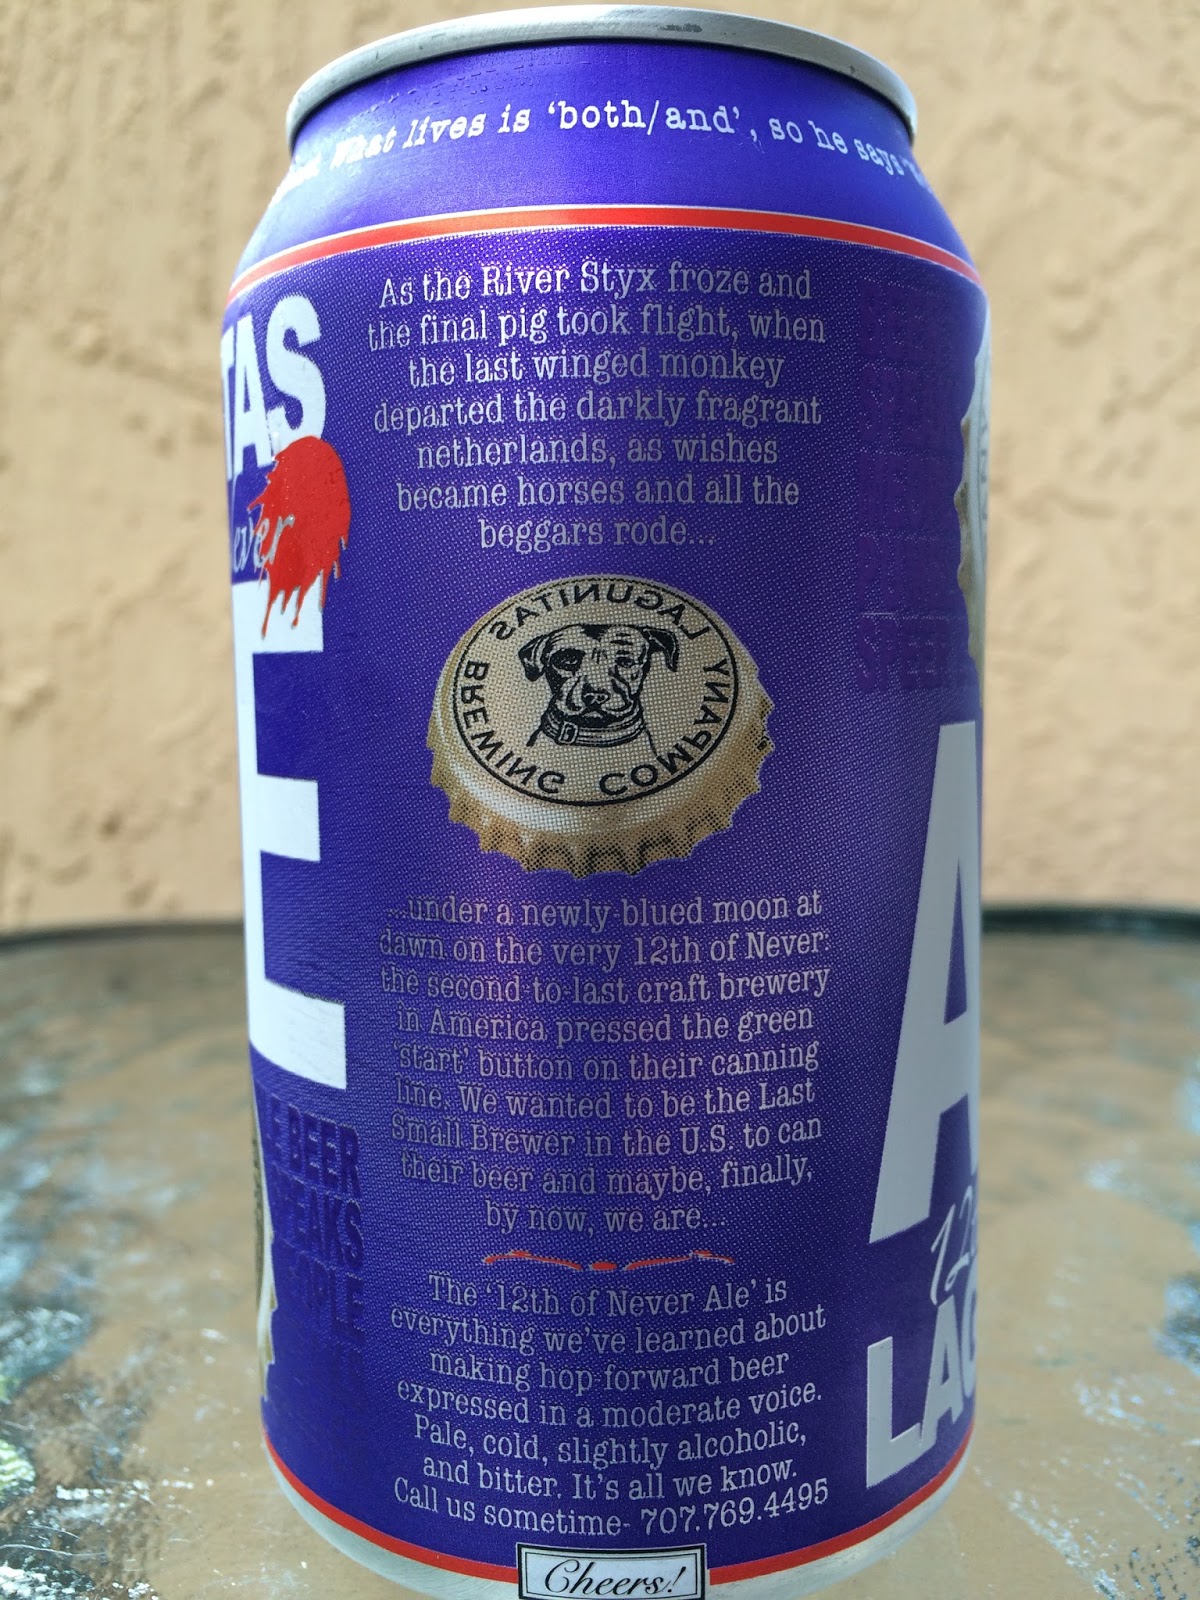 What lives is 'both/and', so he says
As the River Styx froze and
the final pig took flight, when
the last winged monkey
departed the darkly fragrant
netherlands, as wishes
became horses and all the
beggars rode...
LAGUNITAS
BREWING COMPANY
...under a newly-blued moon at
dawn on the very 12th of Never:
the second-to-last craft brewery
in America pressed the green
'start' button on their canning
line. We wanted to be the Last
Small Brewer in the U.S. to can
their beer and maybe, finally,
by now, we are...
The '12th of Never Ale' is
everything we've learned about
making hop forward beer
expressed in a moderate voice.
Pale, cold, slightly alcoholic,
and bitter. It's all we know.
Call us sometime- 707.769.4495
Cheers!
TAS
ever
E
BEER
A
12
LAG